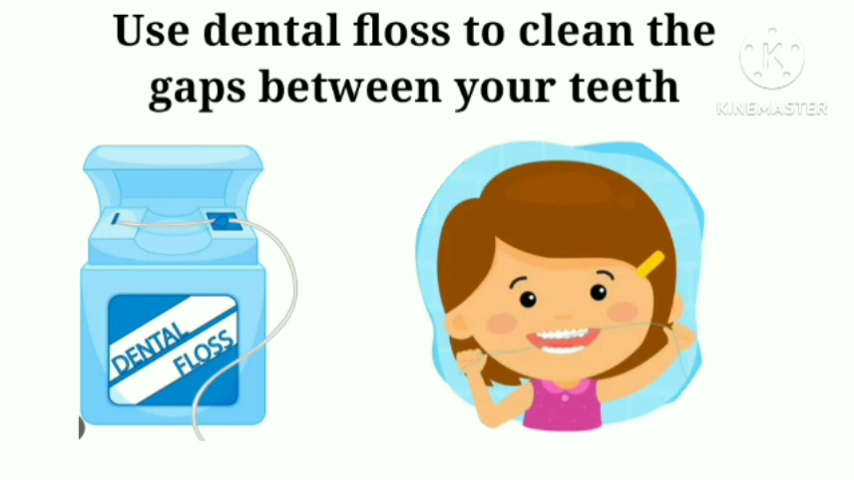 Use dental floss to clean the
gaps between your teeth
K
KINEMASTER
DENTAL
FLOSS